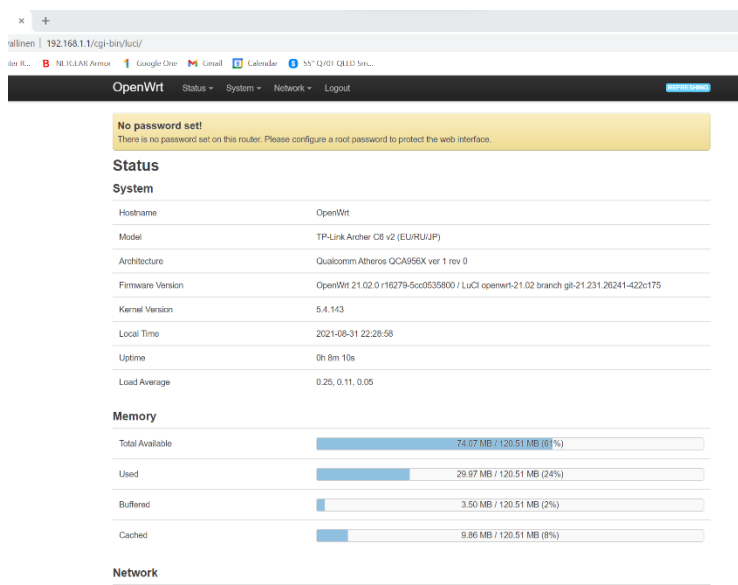 × +
vallinen | 192.168.1.1/cgi-bin/luci/
ter R... B NETGEAR Armor Google One M Gmail Calendar S 55" Q70T QLED Sm...
OpenWrt Status System Network Logout REFRESHING
No password set!
There is no password set on this router. Please configure a root password to protect the web interface.
Status
System
Hostname OpenWrt
Model TP-Link Archer C6 v2 (EU/RU/JP)
Architecture Qualcomm Atheros QCA956X ver 1 rev 0
Firmware Version OpenWrt 21.02.0 r16279-5cc0535800 / LuCI openwrt-21.02 branch git-21.231.26241-422c175
Kernel Version 5.4.143
Local Time 2021-08-31 22:28:58
Uptime 0h 8m 10s
Load Average 0.25, 0.11, 0.05
Memory
Total Available 74.07 MB / 120.51 MB (61%)
Used 29.97 MB / 120.51 MB (24%)
Buffered 3.50 MB / 120.51 MB (2%)
Cached 9.86 MB / 120.51 MB (8%)
Network